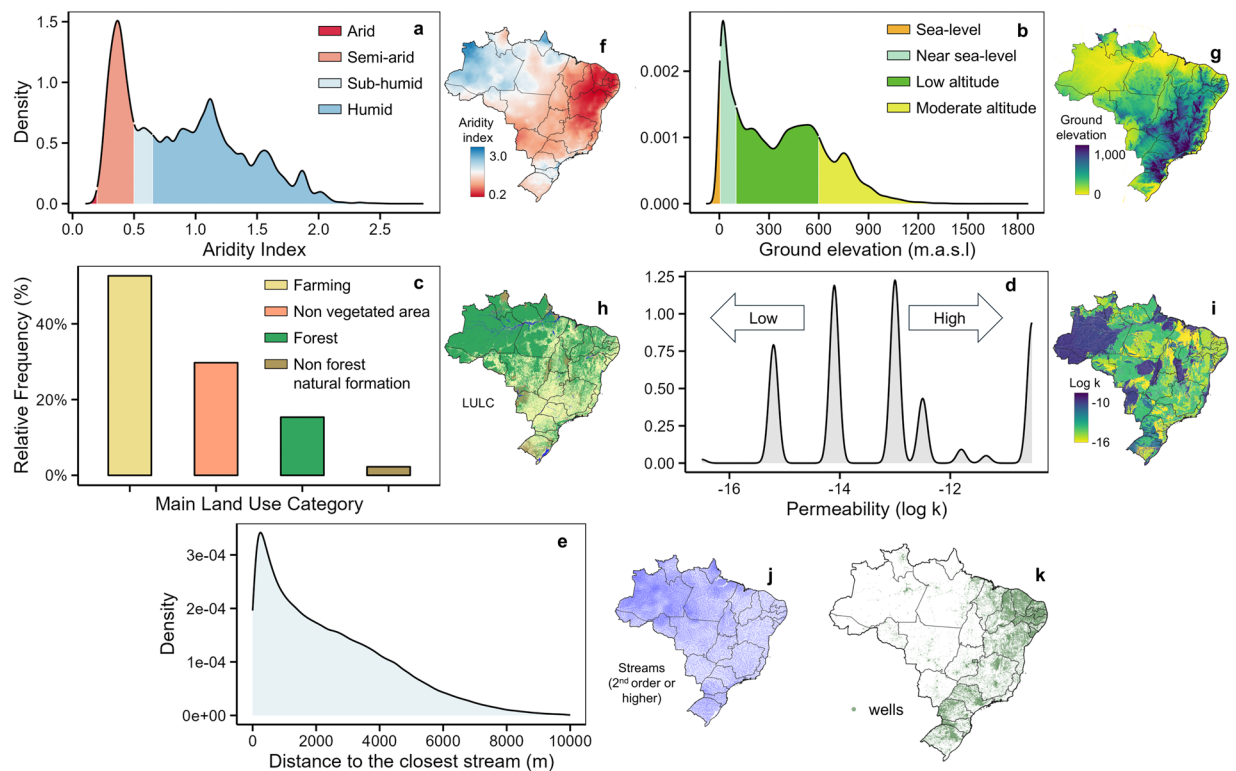 a
1.5
1.0
0.5
0.0
Density
Arid
Semi-arid
Sub-humid
Humid
0.0
0.5
1.0
1.5
2.0
2.5
Aridity Index
f
Aridity
index
3.0
0.2
b
0.002
0.001
0.000
Sea-level
Near sea-level
Low altitude
Moderate altitude
0
300
600
900
1200
1500
1800
Ground elevation (m.a.s.l)
g
Ground
elevation
1,000
0
c
40%
20%
0%
Relative Frequency (%)
Farming
Non vegetated area
Forest
Non forest
natural formation
Main Land Use Category
h
LULC
d
1.25
1.00
0.75
0.50
0.25
0.00
Low
High
-16
-14
-12
Permeability (log k)
i
Log k
-10
-16
e
3e-04
2e-04
1e-04
0e+00
Density
0
2000
4000
6000
8000
10000
Distance to the closest stream (m)
j
Streams
(2nd order or
higher)
k
wells